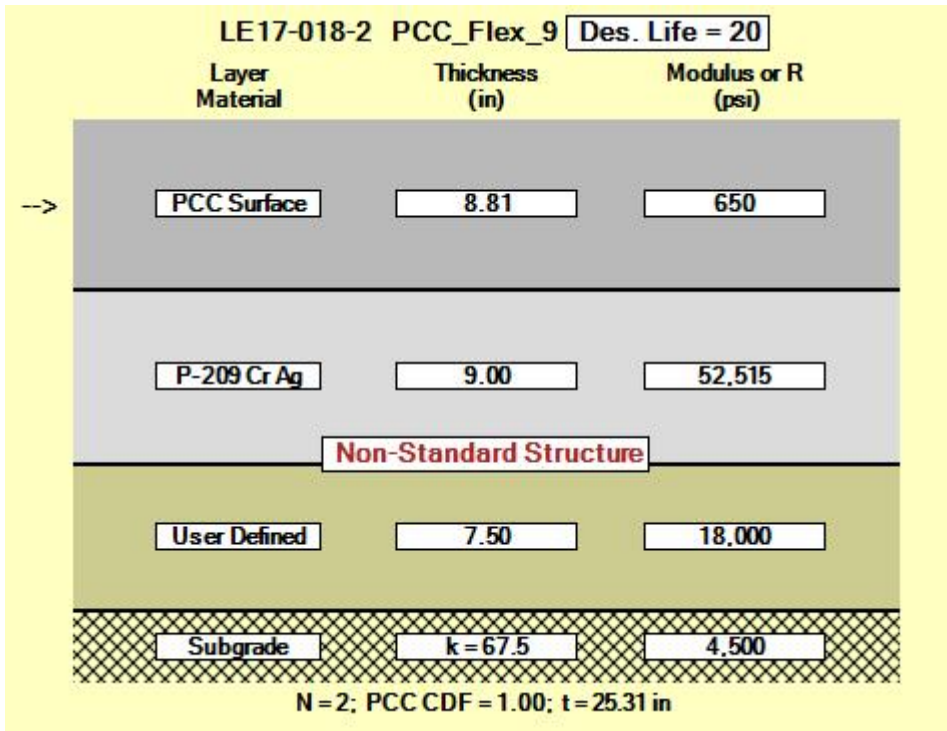 LE17-018-2 PCC_Flex_9 Des. Life = 20
Layer Material Thickness (in) Modulus or R (psi)
--> PCC Surface 8.81 650
P-209 Cr Ag 9.00 52,515
Non-Standard Structure
User Defined 7.50 18,000
Subgrade k = 67.5 4,500
N = 2; PCC CDF = 1.00; t = 25.31 in